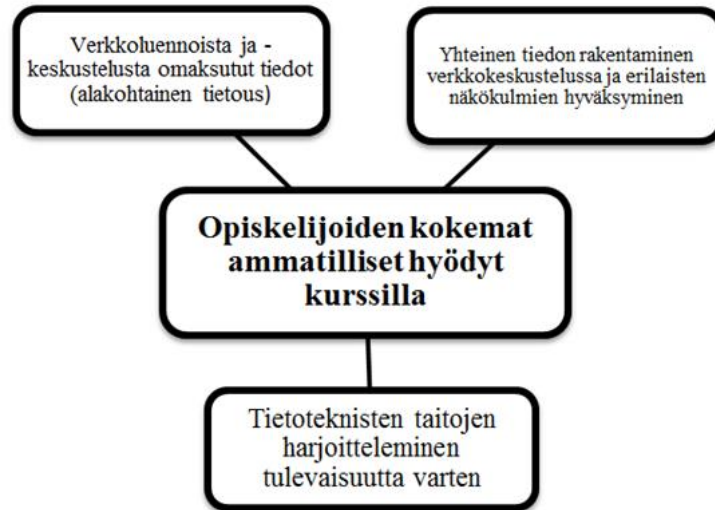 Verkkoluennoista ja -
keskustelusta omaksutut tiedot
(alakohtainen tietous)
Yhteinen tiedon rakentaminen
verkkokeskustelussa ja erilaisten
näkökulmien hyväksyminen
Opiskelijoiden kokemat
ammatilliset hyödyt
kurssilla
Tietoteknisten taitojen
harjoitteleminen
tulevaisuutta varten